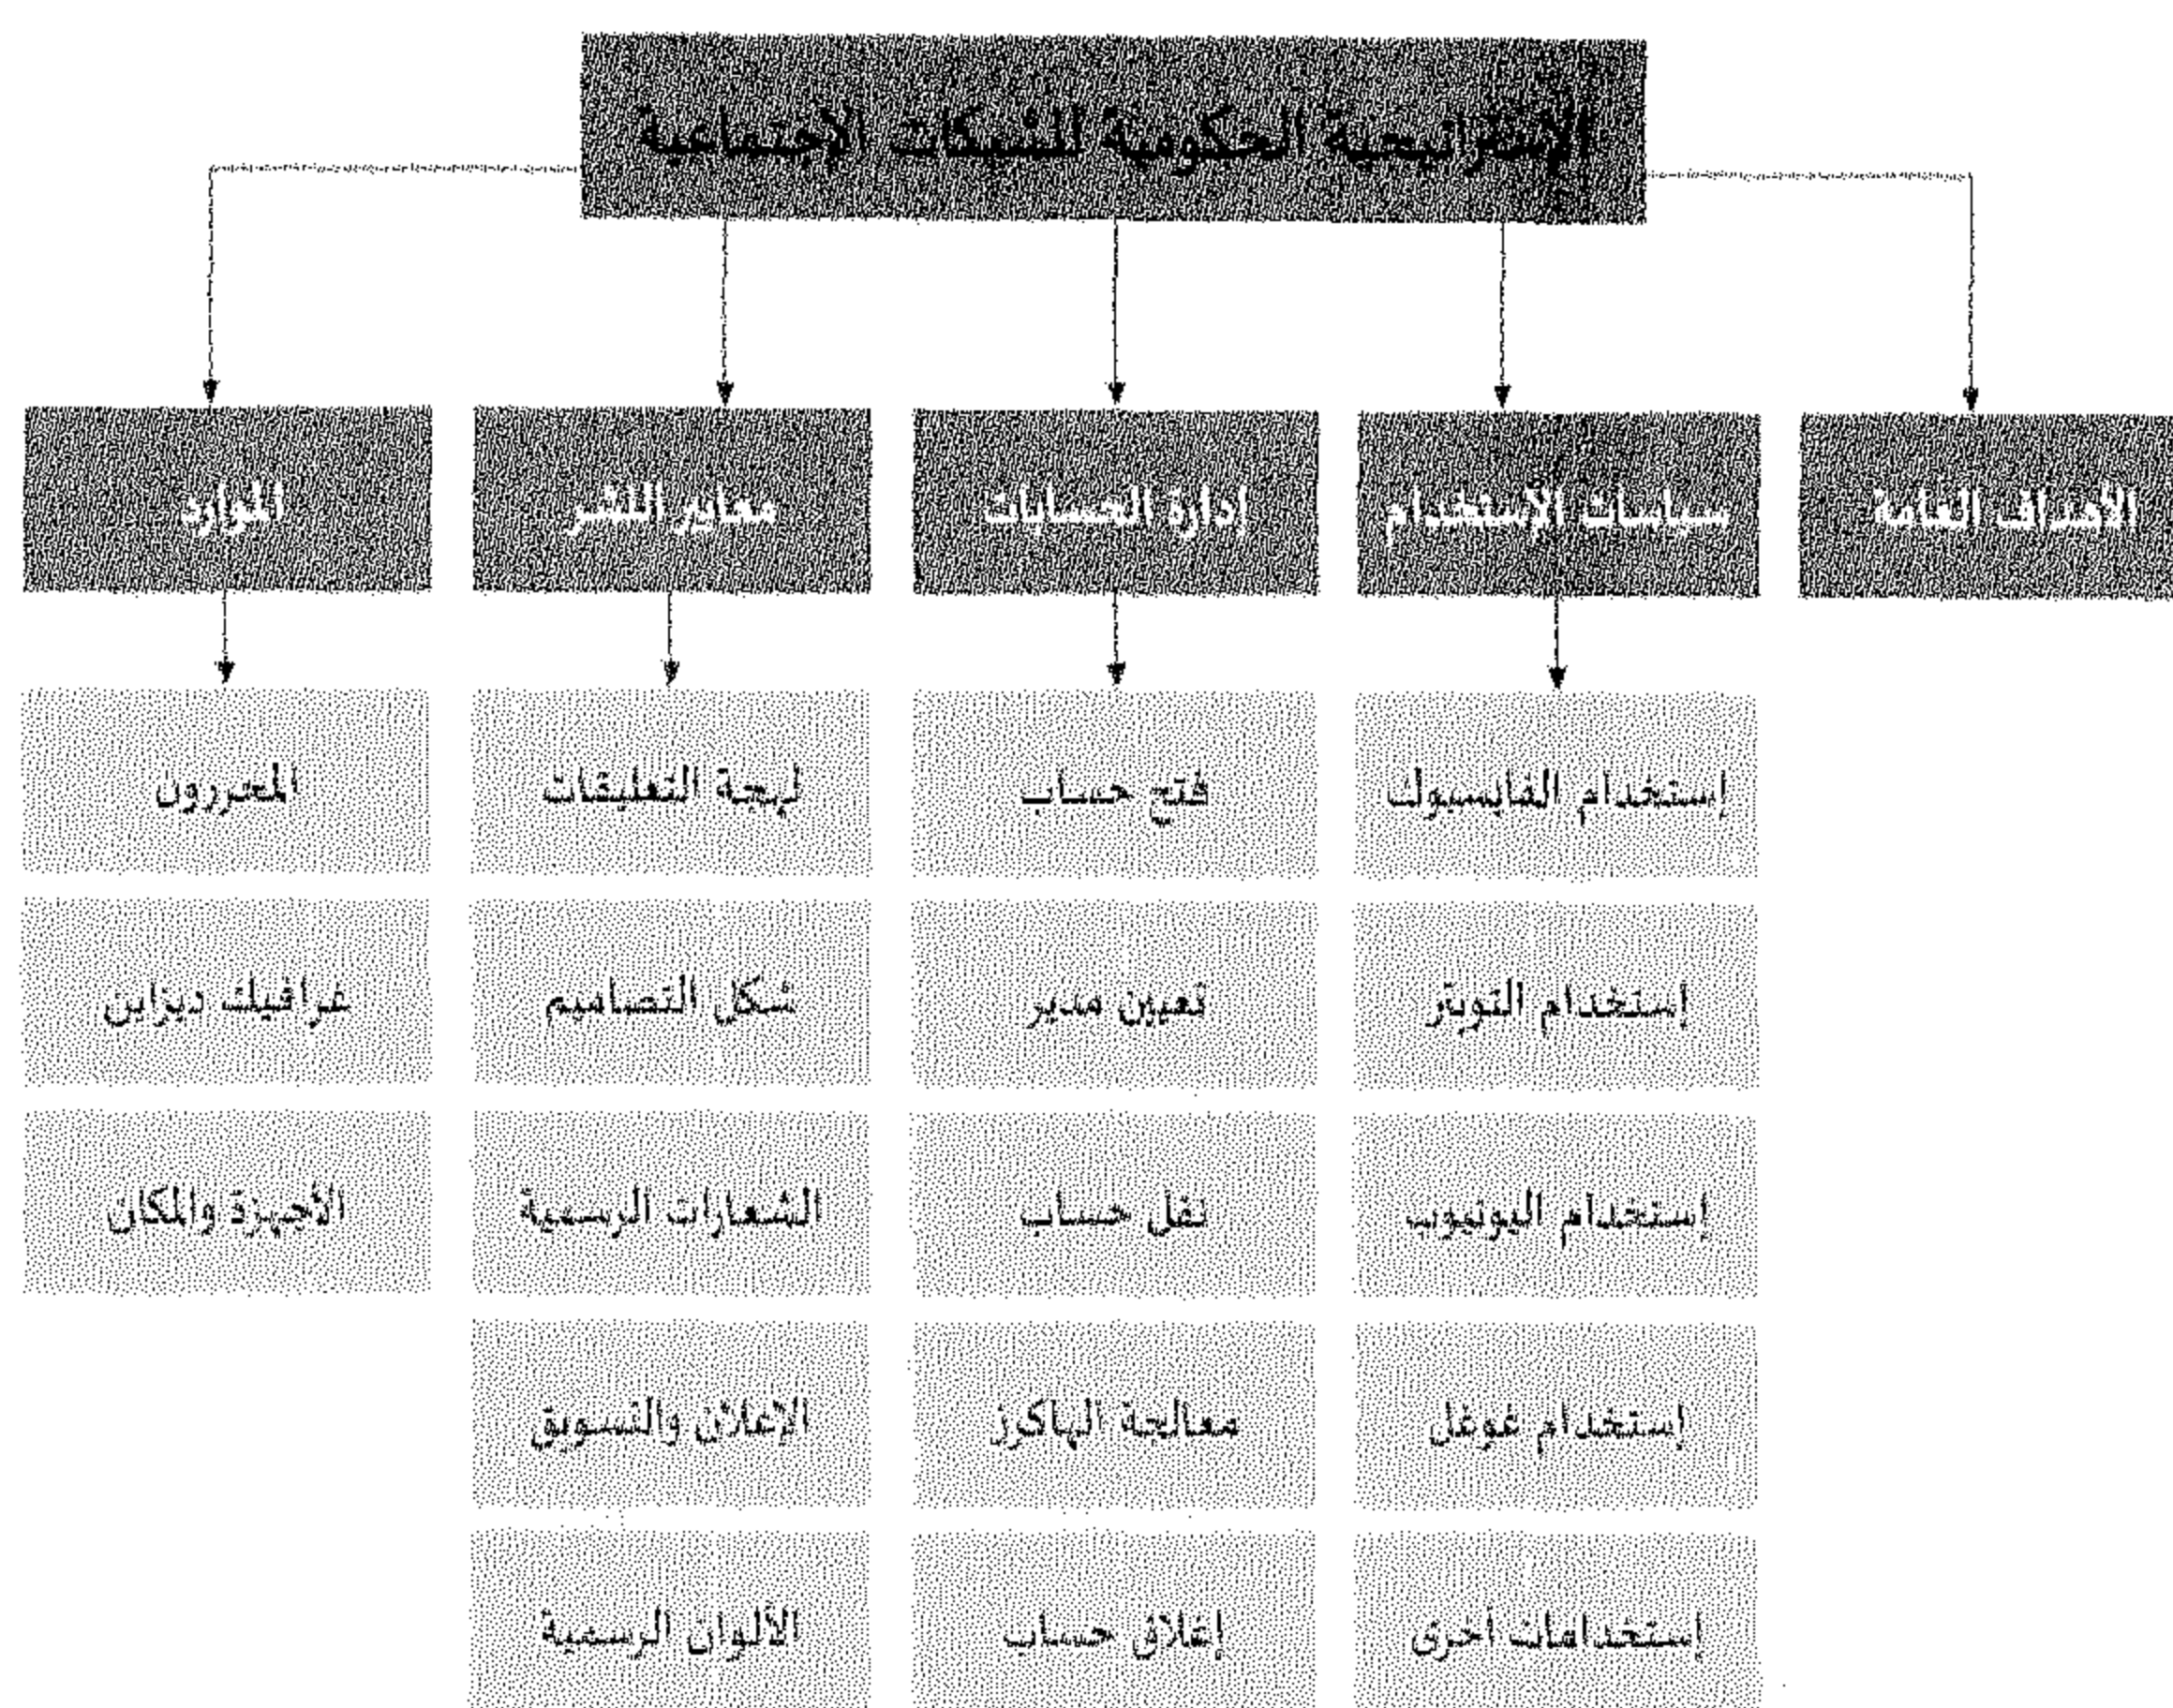 الإستراتيجية الحكومية للشبكات الإجتماعية
الأهداف العامة
سياسات الإستخدام
إدارة الحسابات
معايير النشر
الموارد
إستخدام الفايسبوك
فتح حساب
لهجة التعليقات
المحررون
إستخدام التويتر
تعيين مدير
شكل التصاميم
غرافيك ديزاين
إستخدام اليوتيوب
نقل حساب
الشعارات الرسمية
الأجهزة والمكان
إستخدام غوغل
معالجة الهاكرز
الإعلان والتسويق
إستخدامات أخرى
إغلاق حساب
الألوان الرسمية